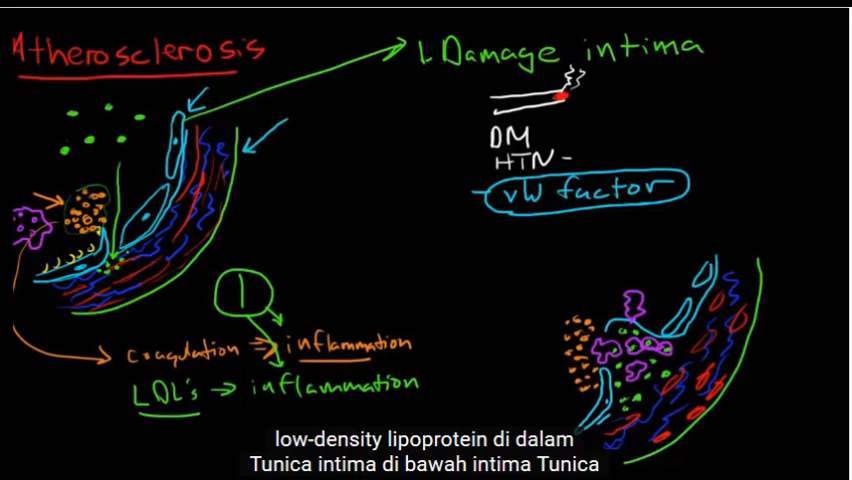 Atherosclerosis
1. Damage intima
DM
HTN -
- vW factor
1
coagulation => inflammation
LDL's → inflammation
low-density lipoprotein di dalam
Tunica intima di bawah intima Tunica